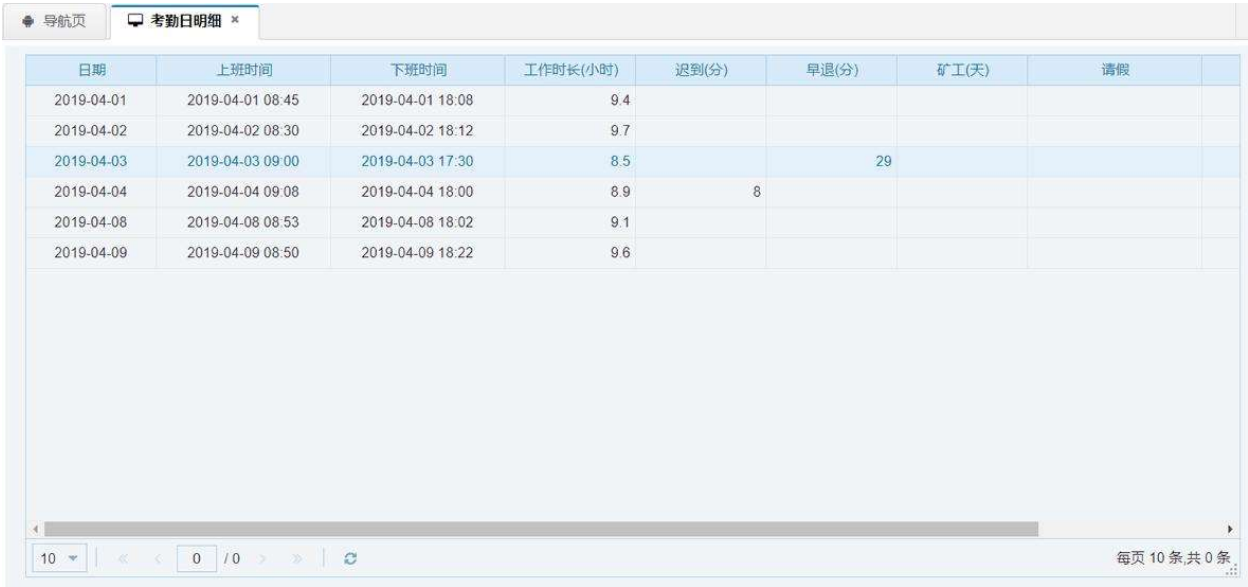 导航页 考勤日明细 ×
日期 上班时间 下班时间 工作时长(小时) 迟到(分) 早退(分) 矿工(天) 请假
2019-04-01 2019-04-01 08:45 2019-04-01 18:08 9.4
2019-04-02 2019-04-02 08:30 2019-04-02 18:12 9.7
2019-04-03 2019-04-03 09:00 2019-04-03 17:30 8.5 29
2019-04-04 2019-04-04 09:08 2019-04-04 18:00 8.9 8
2019-04-08 2019-04-08 08:53 2019-04-08 18:02 9.1
2019-04-09 2019-04-09 08:50 2019-04-09 18:22 9.6
10 0 / 0 每页 10 条,共 0 条